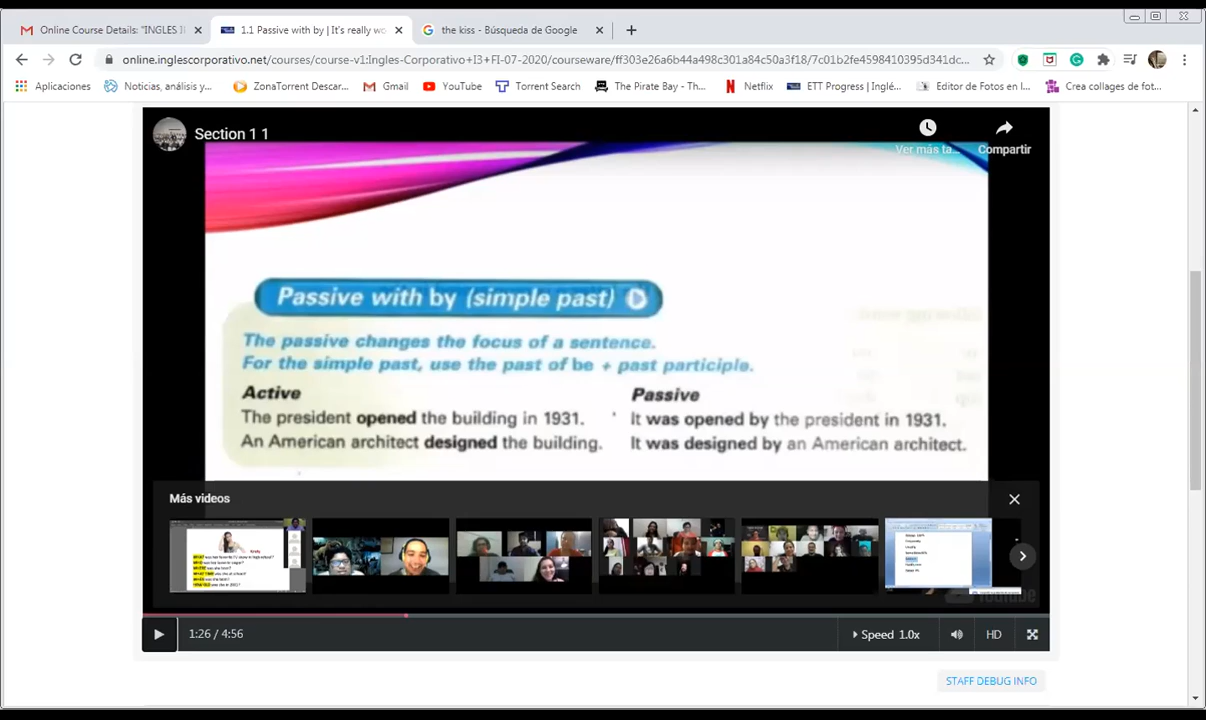 Online Course Details: "INGLES I
1.1 Passive with by | It's really wo
the kiss - Búsqueda de Google
online.inglescorporativo.net/courses/course-v1:Ingles-Corporativo+I3+FI-07-2020/courseware/ff303e26a6b44a498c301a84c50a3f18/7c01b2fe4598410395d341dc...
Aplicaciones
Noticias, análisis y...
ZonaTorrent Descar...
Gmail
YouTube
Torrent Search
The Pirate Bay - Th...
Netflix
ETT Progress | Inglé...
Editor de Fotos en l...
Crea collages de fot...
Section 1 1
Ver más ta...
Compartir
Passive with by (simple past)
The passive changes the focus of a sentence.
For the simple past, use the past of be + past participle.
Active
Passive
The president opened the building in 1931.
It was opened by the president in 1931.
An American architect designed the building.
It was designed by an American architect.
Más videos
1:26 / 4:56
Speed 1.0x
HD
STAFF DEBUG INFO